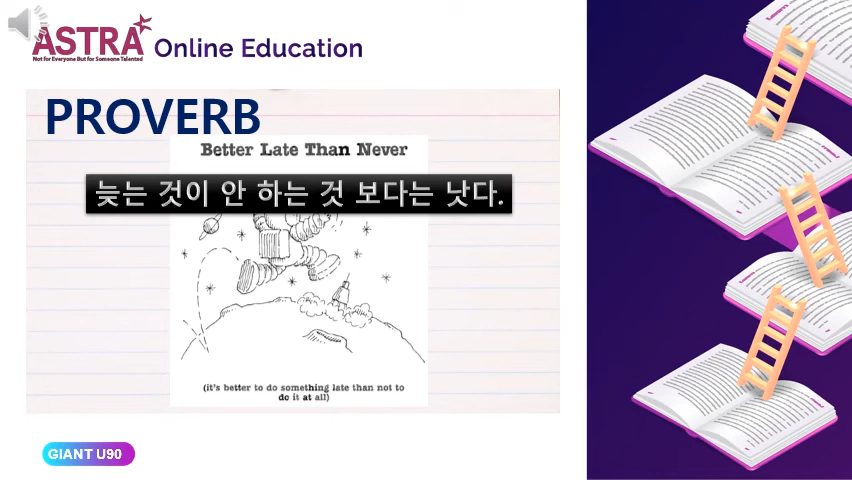 ASTRA
Not for Everyone But for Someone Talented
Online Education
PROVERB
Better Late Than Never
늦는 것이 안 하는 것 보다는 낫다.
(it's better to do something late than not to
do it at all)
GIANT U90